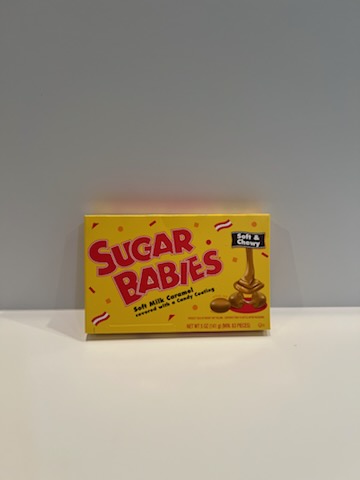 SUGAR
BABIES
Soft &
Chewy
Soft Milk Caramel
covered with a Candy Coating